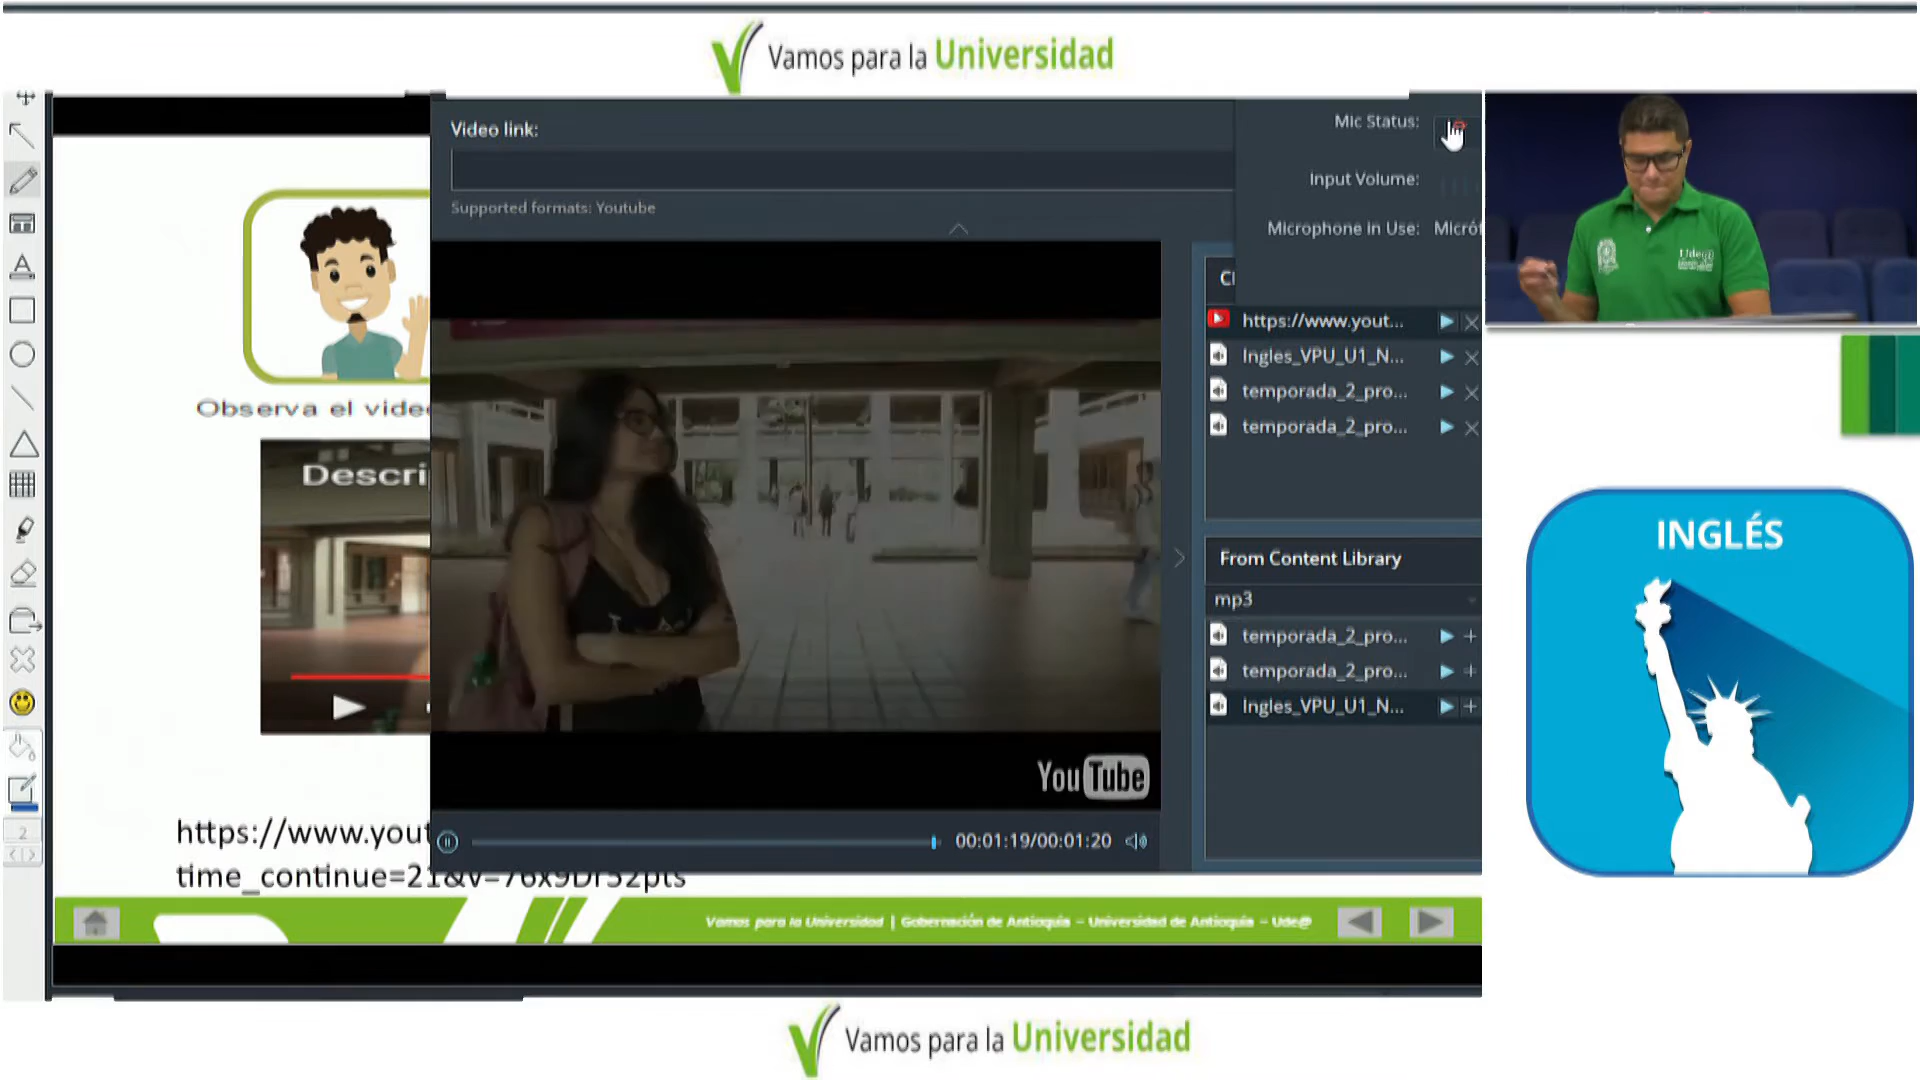 Vamos para la Universidad
Video link:
Supported formats: Youtube
Mic Status:
Input Volume:
Microphone in Use:
Observa el
Descri
https://www.yout...
Ingles_VPU_U1_N...
temporada_2_pro...
temporada_2_pro...
From Content Library
mp3
temporada_2_pro...
temporada_2_pro...
Ingles_VPU_U1_N...
YouTube
00:01:19/00:01:20
https://www.yout
2
Vamos para la Universidad | Gobernación de Antioquia – Universidad de Antioquia – Ude@
Ude@
INGLÉS
Vamos para la Universidad